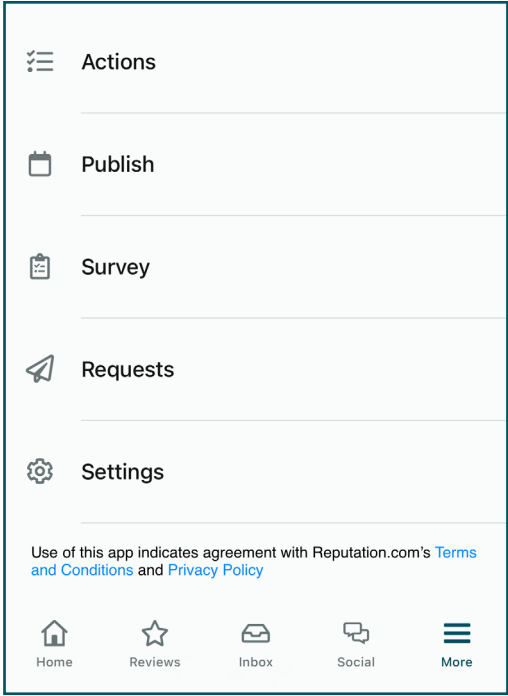 Actions
Publish
Survey
Requests
Settings
Use of this app indicates agreement with Reputation.com’s Terms
and Conditions and Privacy Policy
Home Reviews Inbox Social More